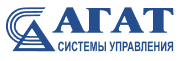 АГАТ
СИСТЕМЫ УПРАВЛЕНИЯ